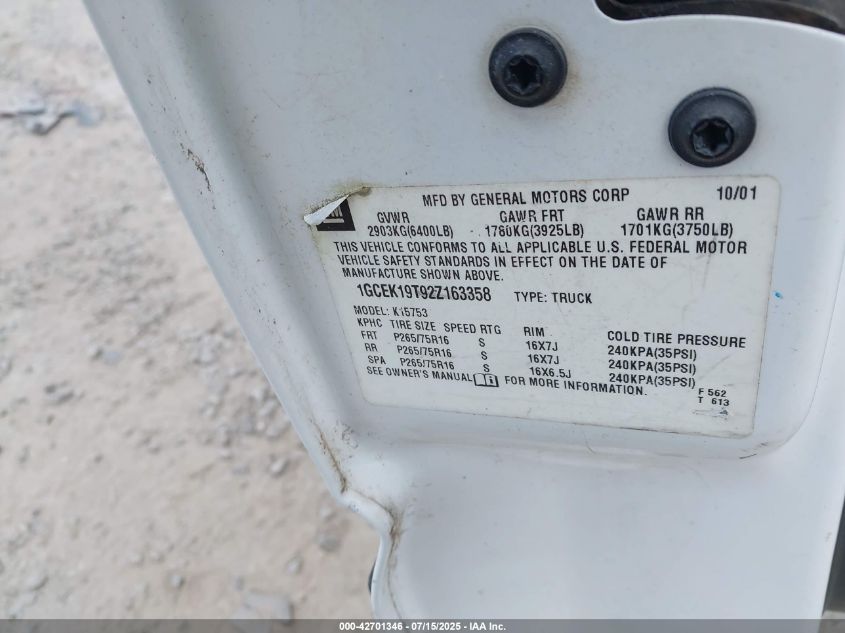 MFD BY GENERAL MOTORS CORP 10/01
GM
GVWR GAWR FRT GAWR RR
2903KG(6400LB) 1780KG(3925LB) 1701KG(3750LB)
THIS VEHICLE CONFORMS TO ALL APPLICABLE U.S. FEDERAL MOTOR
VEHICLE SAFETY STANDARDS IN EFFECT ON THE DATE OF
MANUFACTURE SHOWN ABOVE.
1GCEK19T92Z163358 TYPE: TRUCK
MODEL: K15753
KPHC TIRE SIZE SPEED RTG RIM COLD TIRE PRESSURE
FRT P265/75R16 S 16X7J 240KPA(35PSI)
RR P265/75R16 S 16X7J 240KPA(35PSI)
SPA P265/75R16 S 16X6.5J 240KPA(35PSI)
SEE OWNER'S MANUAL FOR MORE INFORMATION.
F 562
T 613
000-42701346 - 07/15/2025 - IAA Inc.